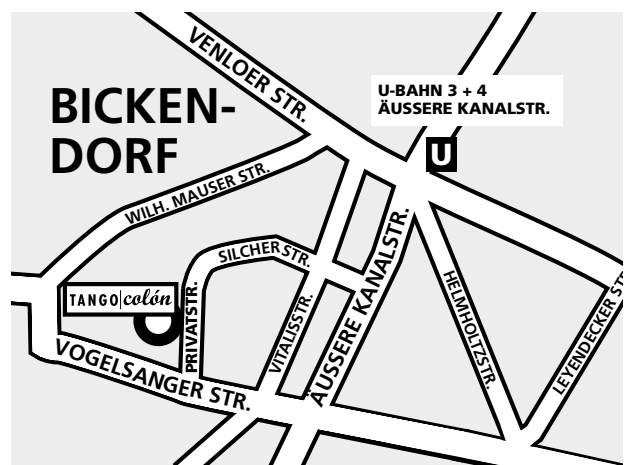 VENLOER STR.
U-BAHN 3 + 4
ÄUSSERE KANALSTR.
BICKEN-
DORF
U
WILH. MAUSER STR.
SILCHERSTR.
ÄUSSERE KANALSTR.
HELMHOLTZSTR.
LEYENDECKER STR.
TANGO|colón
PRIVATSTR.
VITALISSTR.
VOGELSANGER STR.